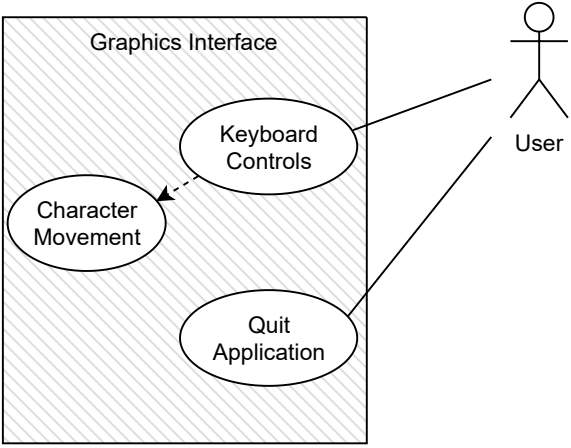 Graphics Interface
Keyboard
Controls
User
Character
Movement
Quit
Application